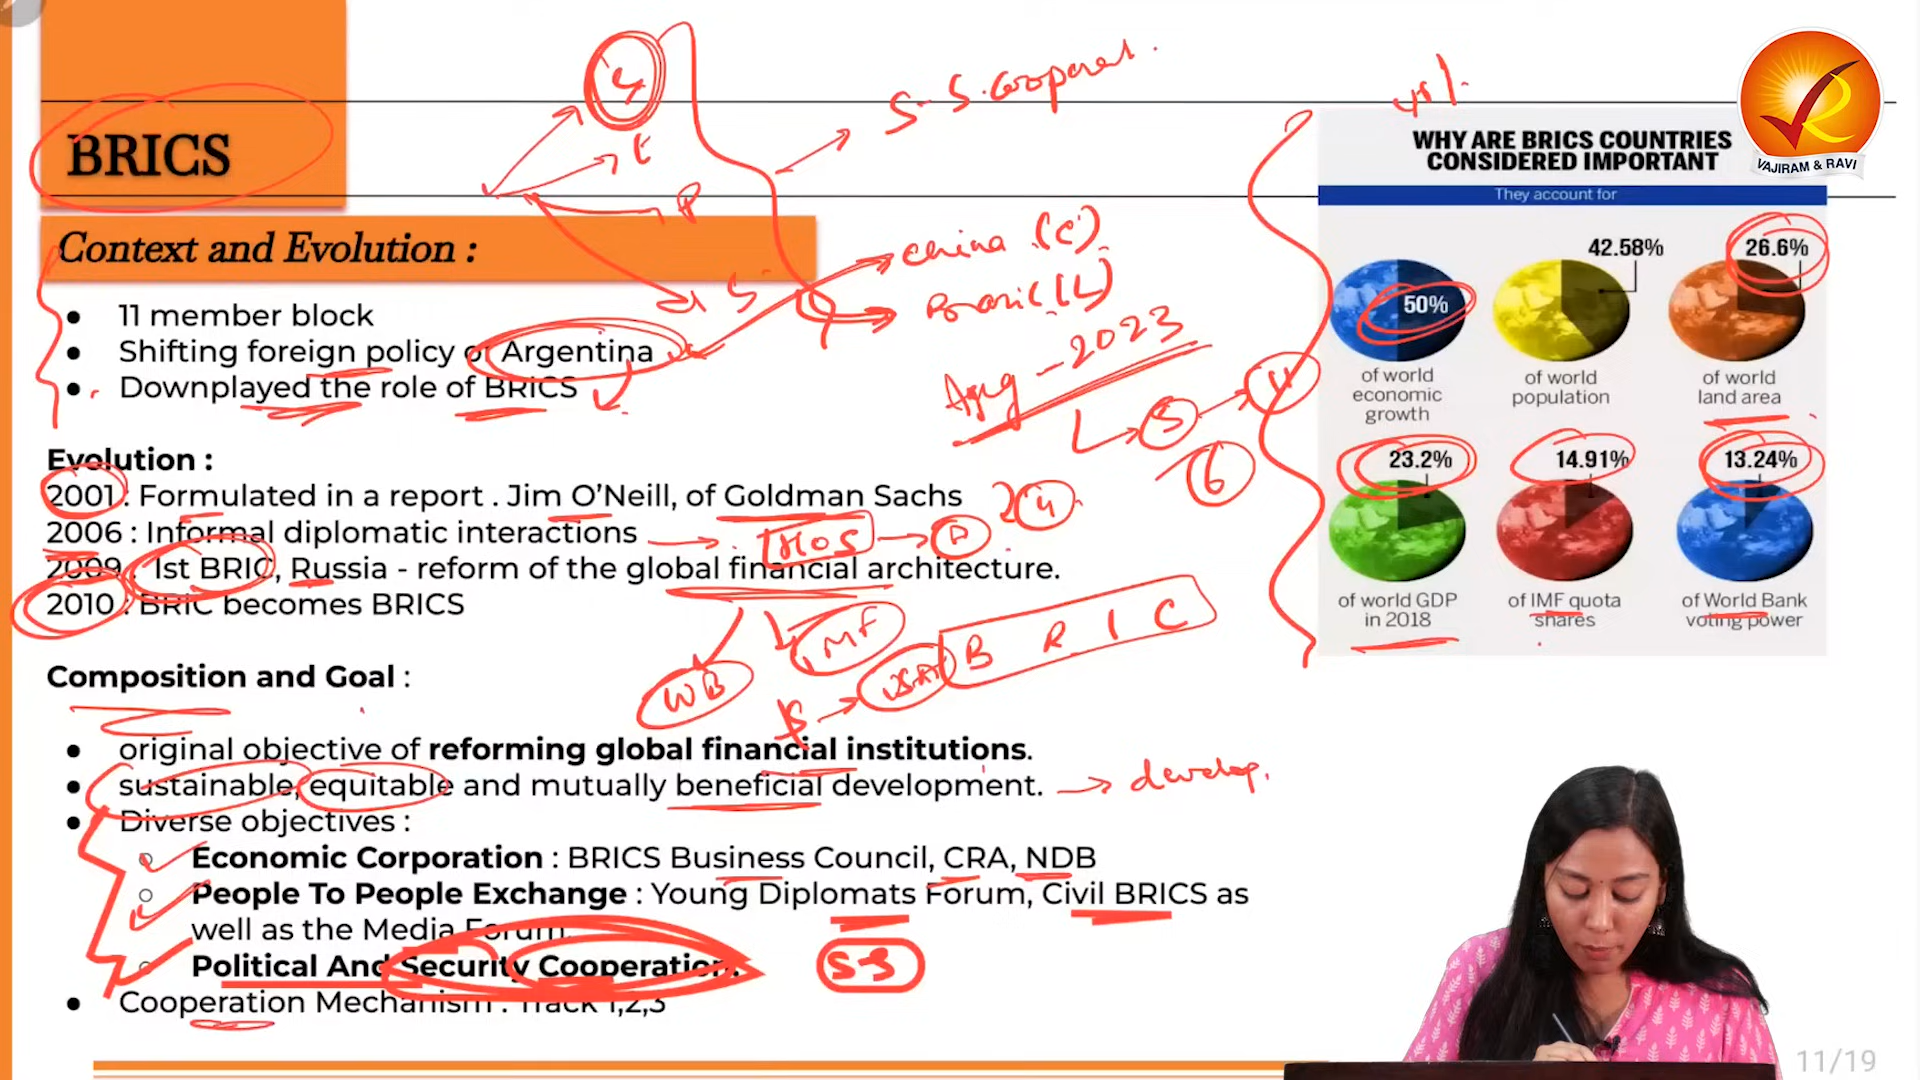 BRICS
Context and Evolution :
● 11 member block
● Shifting foreign policy of Argentina
● Downplayed the role of BRICS
Evolution :
2001 : Formulated in a report . Jim O'Neill, of Goldman Sachs
2006 : Informal diplomatic interactions
2009 : 1st BRIC, Russia - reform of the global financial architecture.
2010 : BRIC becomes BRICS
Composition and Goal :
● original objective of reforming global financial institutions.
● sustainable, equitable and mutually beneficial development.
● Diverse objectives :
○ Economic Corporation : BRICS Business Council, CRA, NDB
○ People To People Exchange : Young Diplomats Forum, Civil BRICS as
well as the Media Forum.
○ Political And Security Cooperation.
● Cooperation Mechanism : Track 1,2,3
E
P
S
S-S. Cooperat
China (C)
Brazil (L)
Aug - 2023
5
11
6
HOS
WB
IMF
B R I C
develop.
S-S
45%
WHY ARE BRICS COUNTRIES
CONSIDERED IMPORTANT
They account for
50%
of world
economic
growth
42.58%
of world
population
26.6%
of world
land area
23.2%
of world GDP
in 2018
14.91%
of IMF quota
shares
13.24%
of World Bank
voting power
VAJIRAM & RAVI
11/19